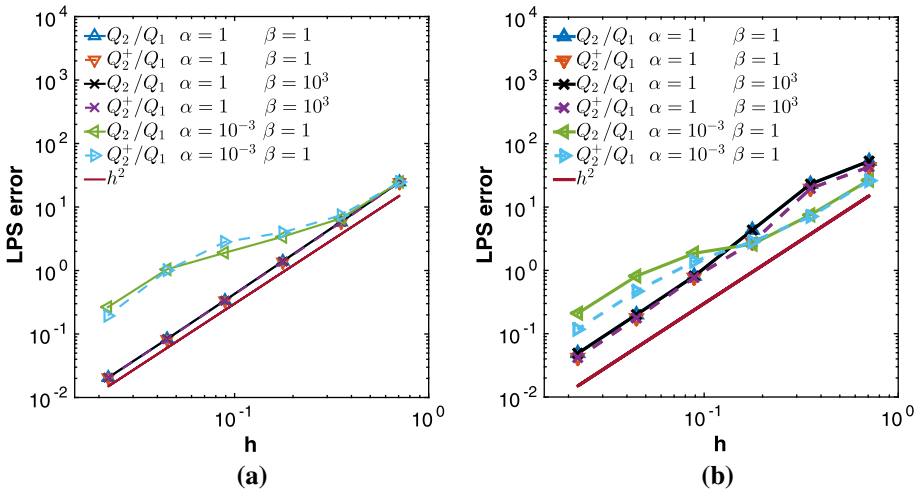 10^4
10^3
10^2
10^1
10^0
10^-1
10^-2
LPS error
Q_2/Q_1 α = 1 β = 1
Q_2^+/Q_1 α = 1 β = 1
Q_2/Q_1 α = 1 β = 10^3
Q_2^+/Q_1 α = 1 β = 10^3
Q_2/Q_1 α = 10^-3 β = 1
Q_2^+/Q_1 α = 10^-3 β = 1
h^2
10^-1 10^0
h
(a)
10^4
10^3
10^2
10^1
10^0
10^-1
10^-2
LPS error
Q_2/Q_1 α = 1 β = 1
Q_2^+/Q_1 α = 1 β = 1
Q_2/Q_1 α = 1 β = 10^3
Q_2^+/Q_1 α = 1 β = 10^3
Q_2/Q_1 α = 10^-3 β = 1
Q_2^+/Q_1 α = 10^-3 β = 1
h^2
10^-1 10^0
h
(b)